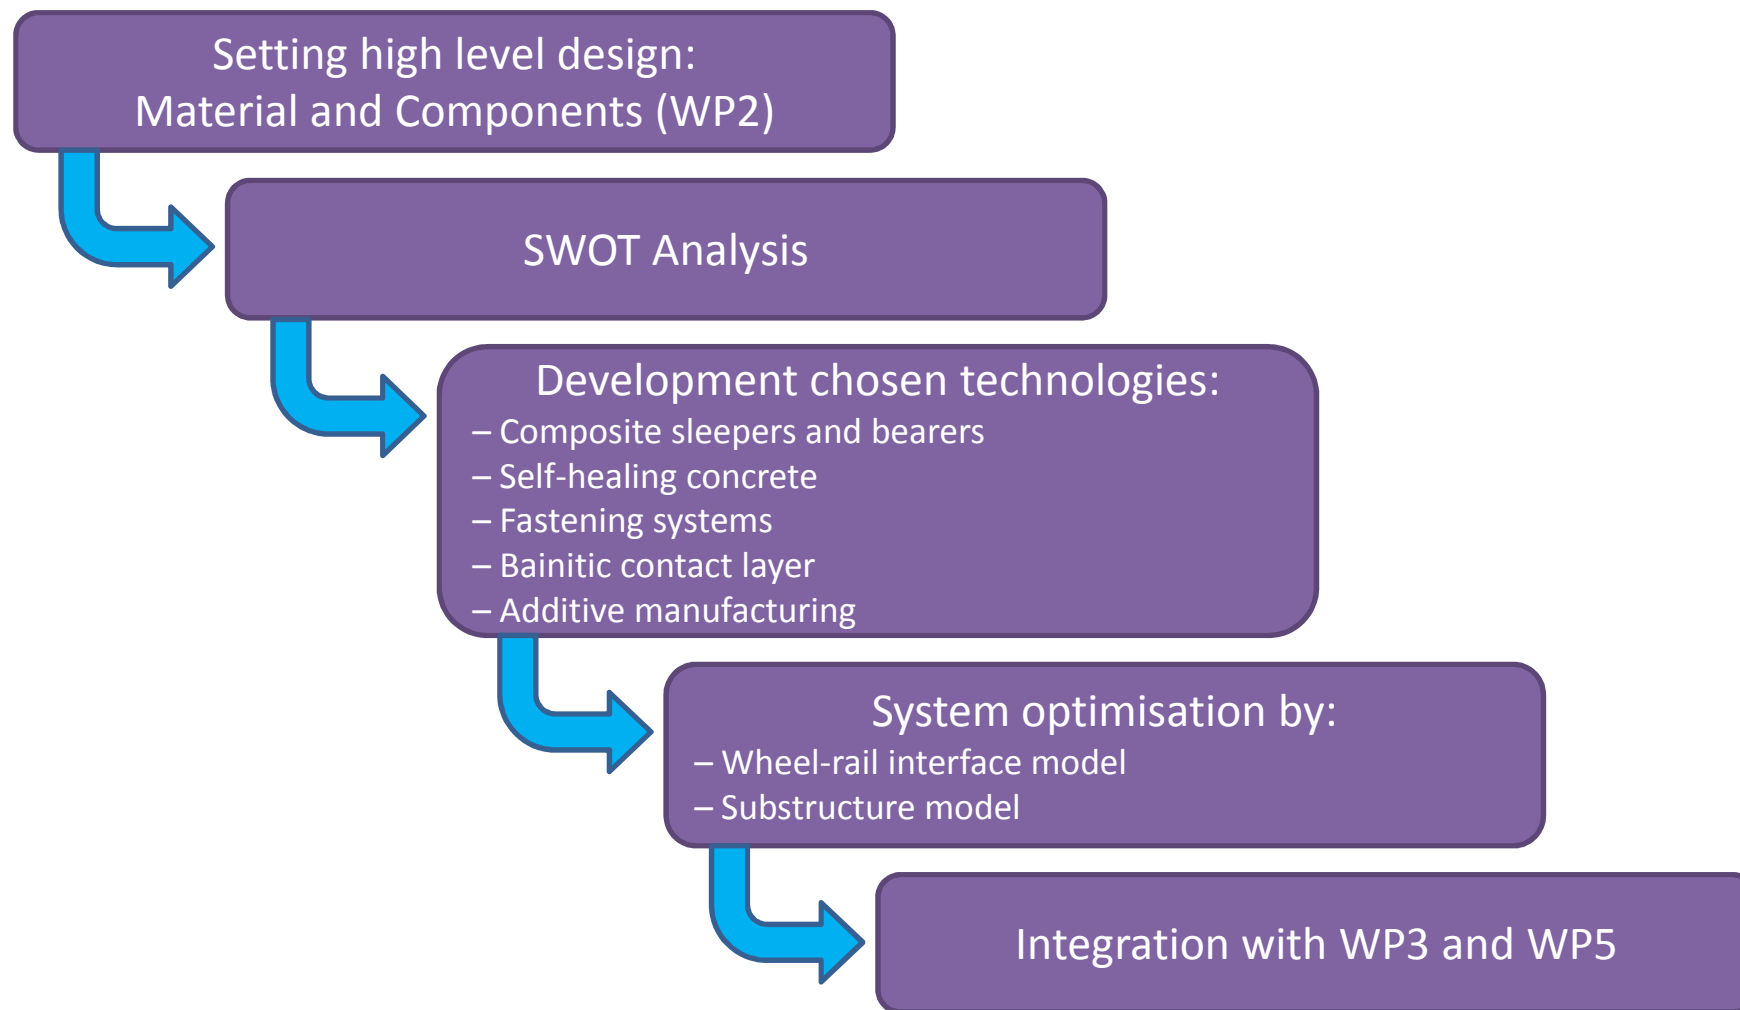 Setting high level design:
Material and Components (WP2)
SWOT Analysis
Development chosen technologies:
– Composite sleepers and bearers
– Self-healing concrete
– Fastening systems
– Bainitic contact layer
– Additive manufacturing
System optimisation by:
– Wheel-rail interface model
– Substructure model
Integration with WP3 and WP5